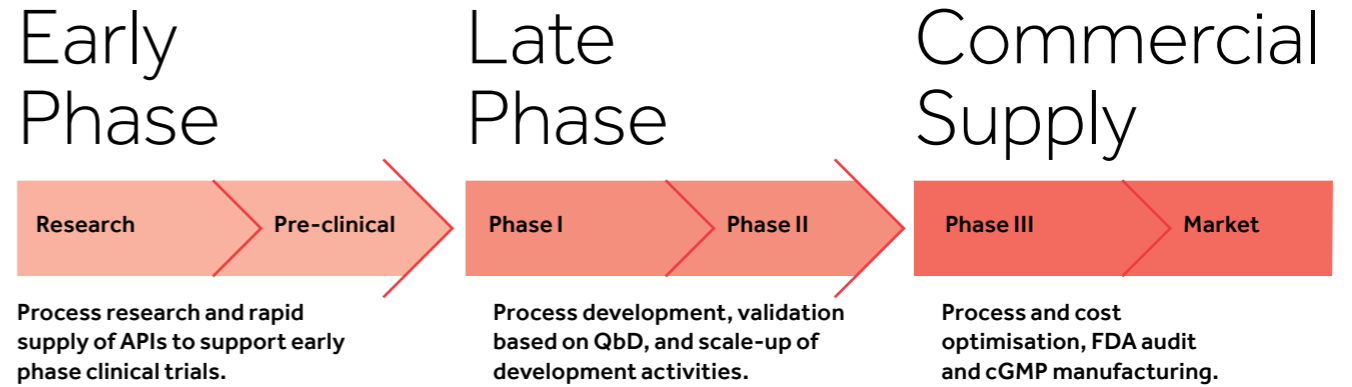 Early
Phase
Late
Phase
Commercial
Supply
Research
Pre-clinical
Phase I
Phase II
Phase III
Market
Process research and rapid
supply of APIs to support early
phase clinical trials.
Process development, validation
based on QbD, and scale-up of
development activities.
Process and cost
optimisation, FDA audit
and cGMP manufacturing.